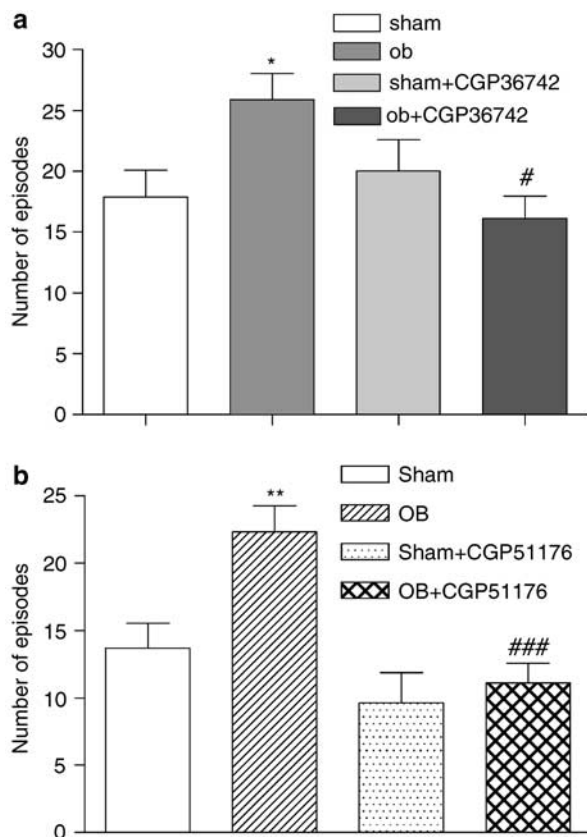 a
sham
ob
sham+CGP36742
ob+CGP36742
Number of episodes
30
25
20
15
10
5
0
*
#
b
Sham
OB
Sham+CGP51176
OB+CGP51176
Number of episodes
25
20
15
10
5
0
**
###